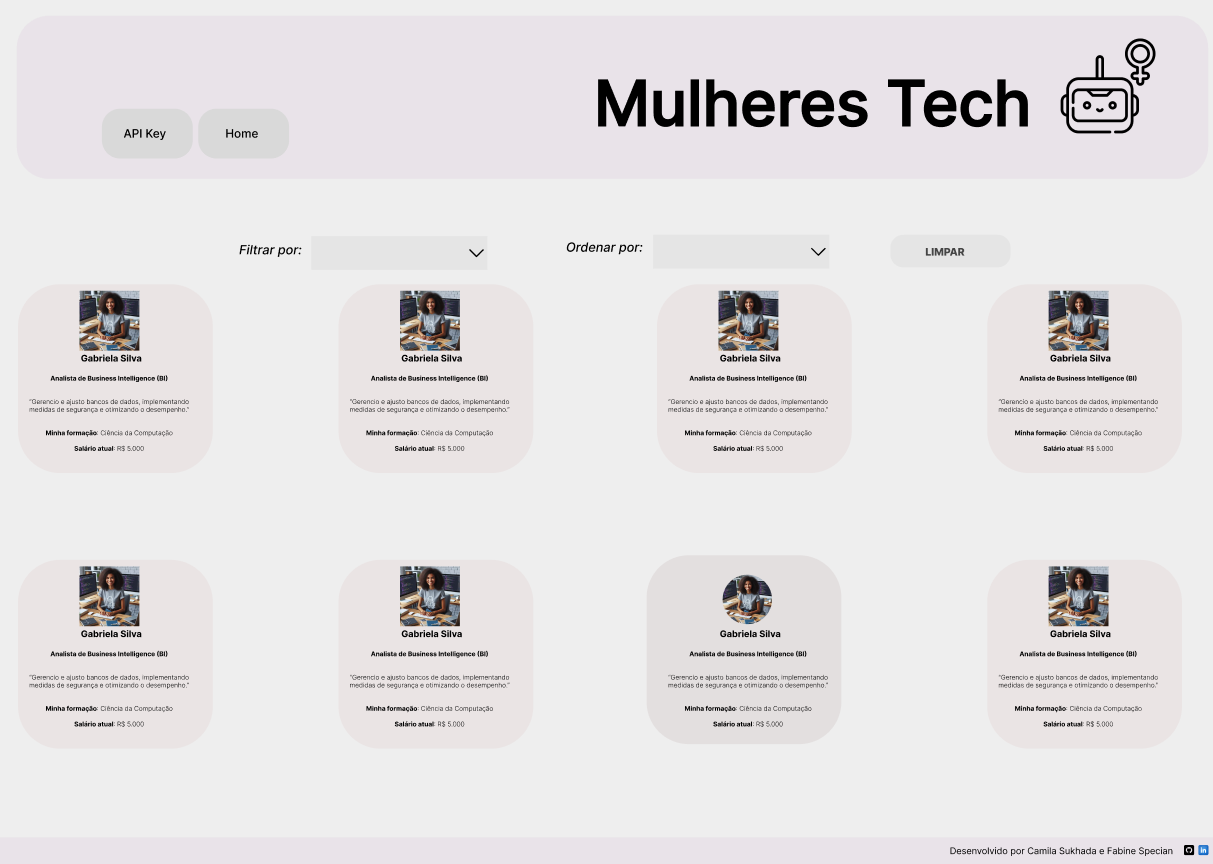 Mulheres Tech
API Key
Home
Filtrar por:
Ordenar por:
LIMPAR
Gabriela Silva
Analista de Business Intelligence (BI)
"Gerencio e ajusto bancos de dados, implementando
medidas de segurança e otimizando o desempenho."
Minha formação: Ciência da Computação
Salário atual: R$ 5.000
Gabriela Silva
Analista de Business Intelligence (BI)
"Gerencio e ajusto bancos de dados, implementando
medidas de segurança e otimizando o desempenho."
Minha formação: Ciência da Computação
Salário atual: R$ 5.000
Gabriela Silva
Analista de Business Intelligence (BI)
"Gerencio e ajusto bancos de dados, implementando
medidas de segurança e otimizando o desempenho."
Minha formação: Ciência da Computação
Salário atual: R$ 5.000
Gabriela Silva
Analista de Business Intelligence (BI)
"Gerencio e ajusto bancos de dados, implementando
medidas de segurança e otimizando o desempenho."
Minha formação: Ciência da Computação
Salário atual: R$ 5.000
Gabriela Silva
Analista de Business Intelligence (BI)
"Gerencio e ajusto bancos de dados, implementando
medidas de segurança e otimizando o desempenho."
Minha formação: Ciência da Computação
Salário atual: R$ 5.000
Gabriela Silva
Analista de Business Intelligence (BI)
"Gerencio e ajusto bancos de dados, implementando
medidas de segurança e otimizando o desempenho."
Minha formação: Ciência da Computação
Salário atual: R$ 5.000
Gabriela Silva
Analista de Business Intelligence (BI)
"Gerencio e ajusto bancos de dados, implementando
medidas de segurança e otimizando o desempenho."
Minha formação: Ciência da Computação
Salário atual: R$ 5.000
Gabriela Silva
Analista de Business Intelligence (BI)
"Gerencio e ajusto bancos de dados, implementando
medidas de segurança e otimizando o desempenho."
Minha formação: Ciência da Computação
Salário atual: R$ 5.000
Desenvolvido por Camila Sukhada e Fabine Specian
in